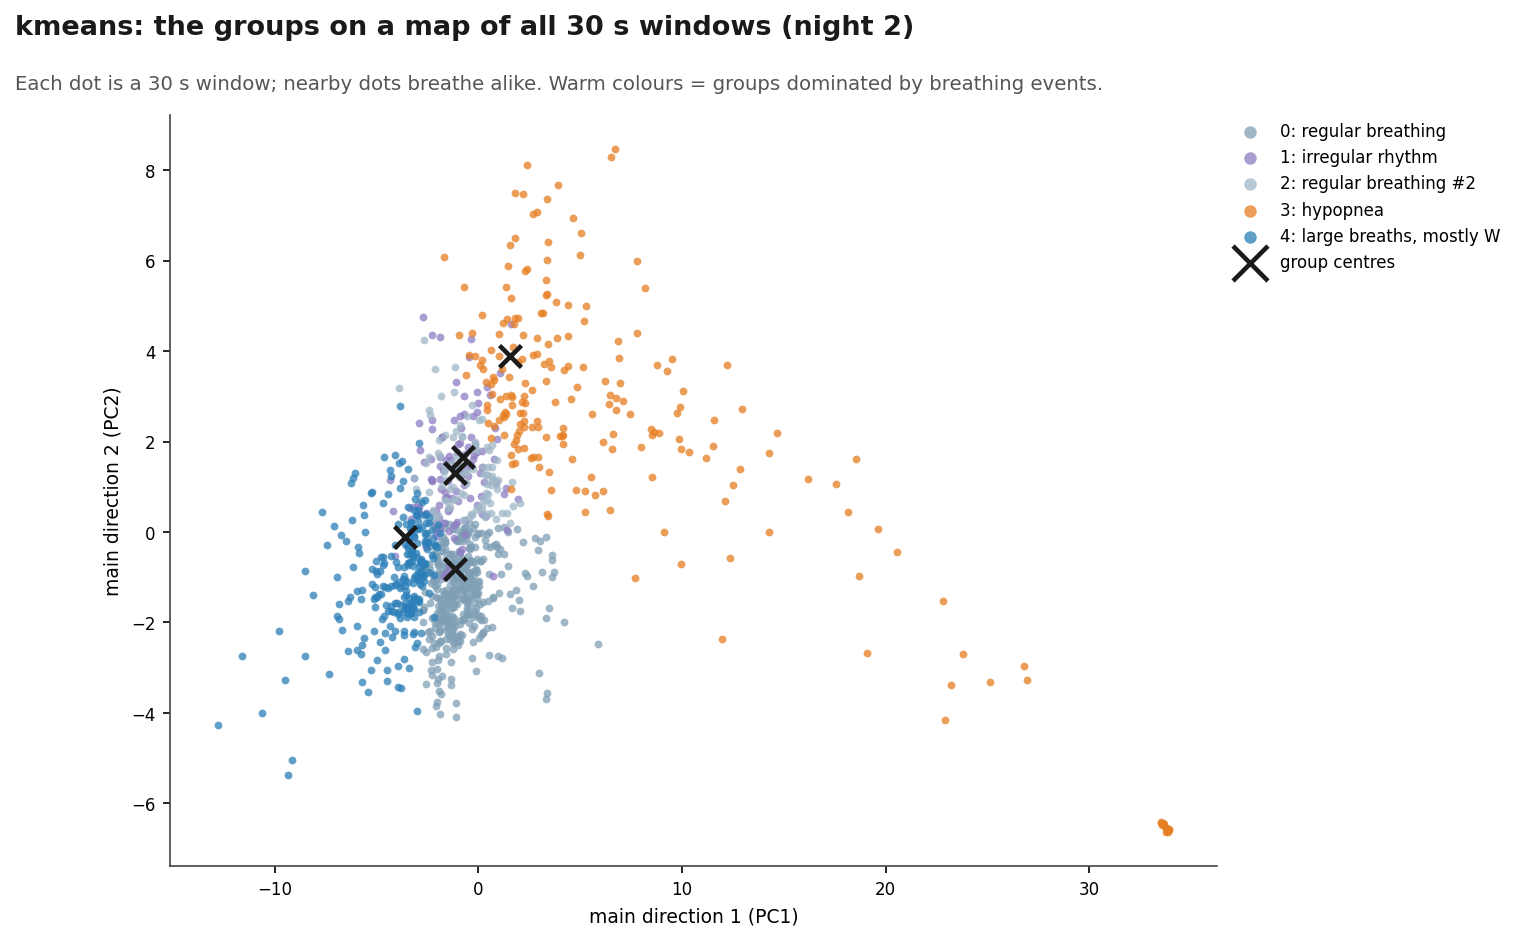 kmeans: the groups on a map of all 30 s windows (night 2)
Each dot is a 30 s window; nearby dots breathe alike. Warm colours = groups dominated by breathing events.
0: regular breathing
1: irregular rhythm
2: regular breathing #2
3: hypopnea
4: large breaths, mostly W
group centres
main direction 2 (PC2)
8
6
4
2
0
−2
−4
−6
−10
0
10
20
30
main direction 1 (PC1)